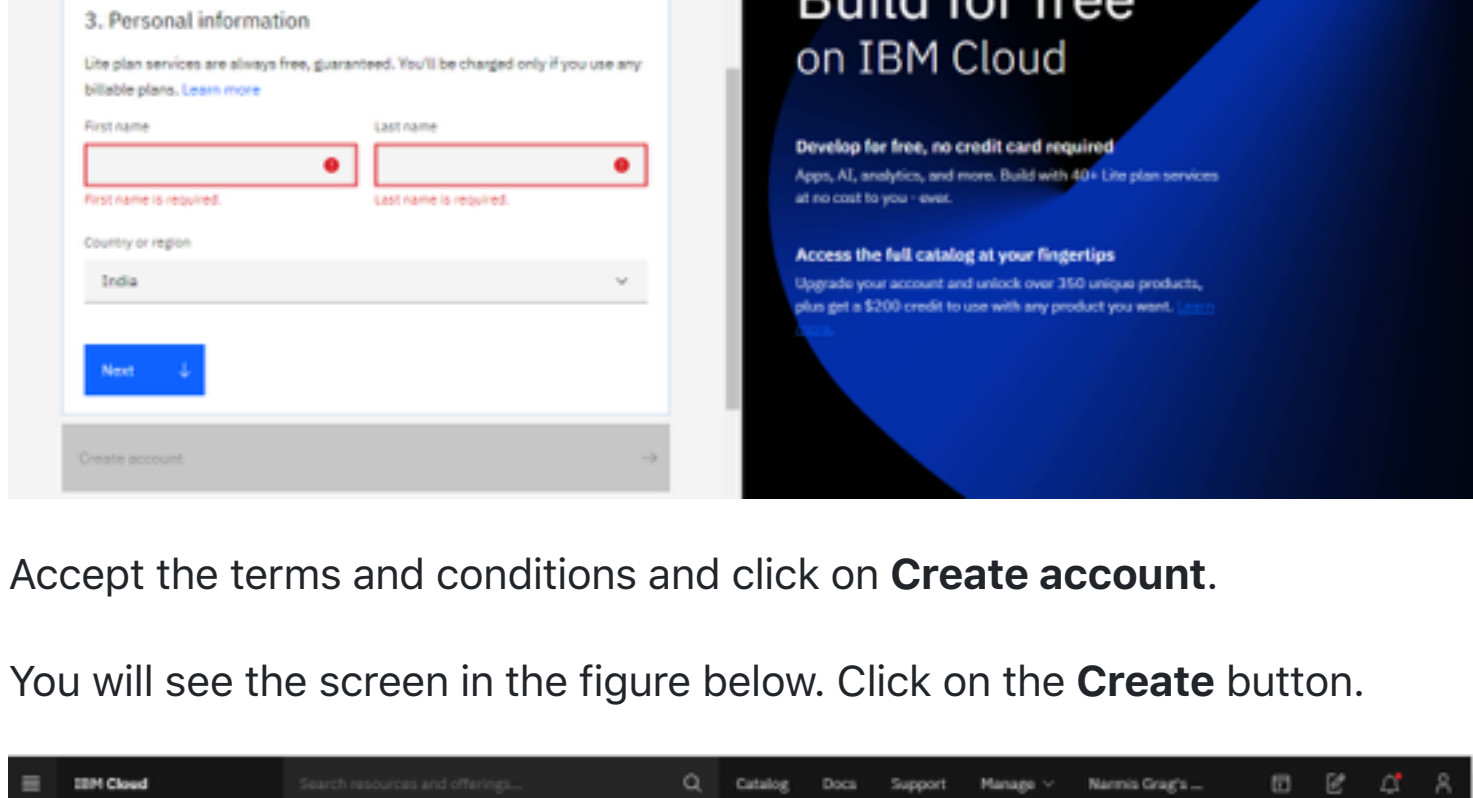 3. Personal information
Lite plan services are always free, guaranteed. You'll be charged only if you use any
billable plans. Learn more
First name Last name
First name is required. Last name is required.
Country or region
India
Next
Create account
Build for free
on IBM Cloud
Develop for free, no credit card required
Apps, AI, analytics, and more. Build with 40+ Lite plan services
at no cost to you - ever.
Access the full catalog at your fingertips
Upgrade your account and unlock over 350 unique products,
plus get a $200 credit to use with any product you want. Learn
more.
Accept the terms and conditions and click on Create account.
You will see the screen in the figure below. Click on the Create button.
IBM Cloud Search resources and offerings... Catalog Docs Support Manage Narmis Grag's ...